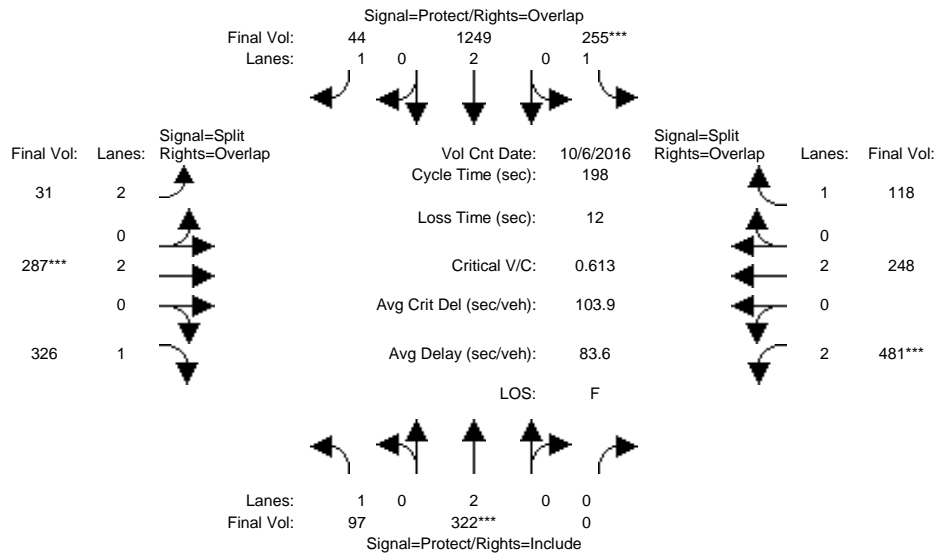 Signal=Protect/Rights=Overlap
Final Vol: 44 1249 255***
Lanes: 1 0 2 0 1
Signal=Split Signal=Split
Final Vol: Lanes: Rights=Overlap Vol Cnt Date: 10/6/2016 Rights=Overlap Lanes: Final Vol:
Cycle Time (sec): 198
31 2 1 118
Loss Time (sec): 12
0 0
287*** 2 Critical V/C: 0.613 2 248
0 Avg Crit Del (sec/veh): 103.9 0
326 1 Avg Delay (sec/veh): 83.6 2 481***
LOS: F
Lanes: 1 0 2 0 0
Final Vol: 97 322*** 0
Signal=Protect/Rights=Include